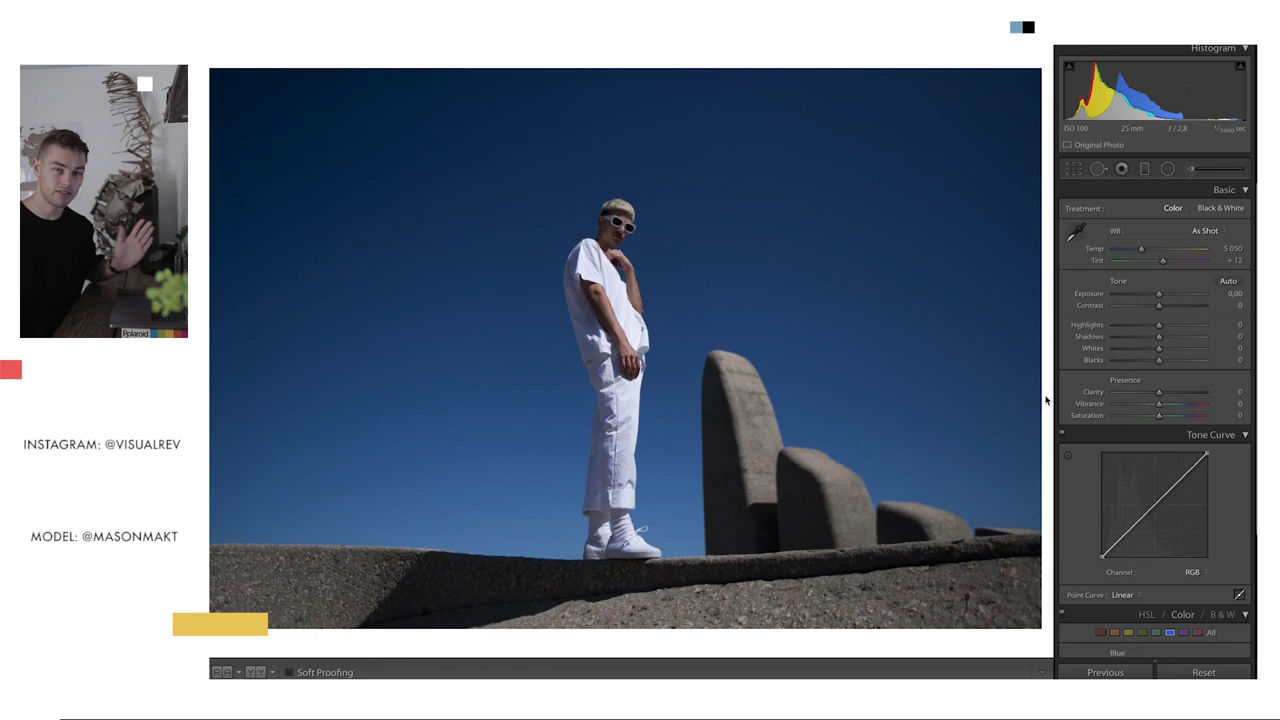 Histogram
ISO 100 25 mm ƒ / 2,8 1/5000 sec
Original Photo
Basic
Treatment : Color Black & White
WB : As Shot
Temp 5 050
Tint + 12
Tone Auto
Exposure 0,00
Contrast 0
Highlights 0
Shadows 0
Whites 0
Blacks 0
Presence
Clarity 0
Vibrance 0
Saturation 0
Tone Curve
Channel : RGB
Point Curve : Linear
HSL / Color / B & W
All
Blue
Previous Reset
Polaroid
INSTAGRAM: @VISUALREV
MODEL: @MASONMAKT
RA YY Soft Proofing